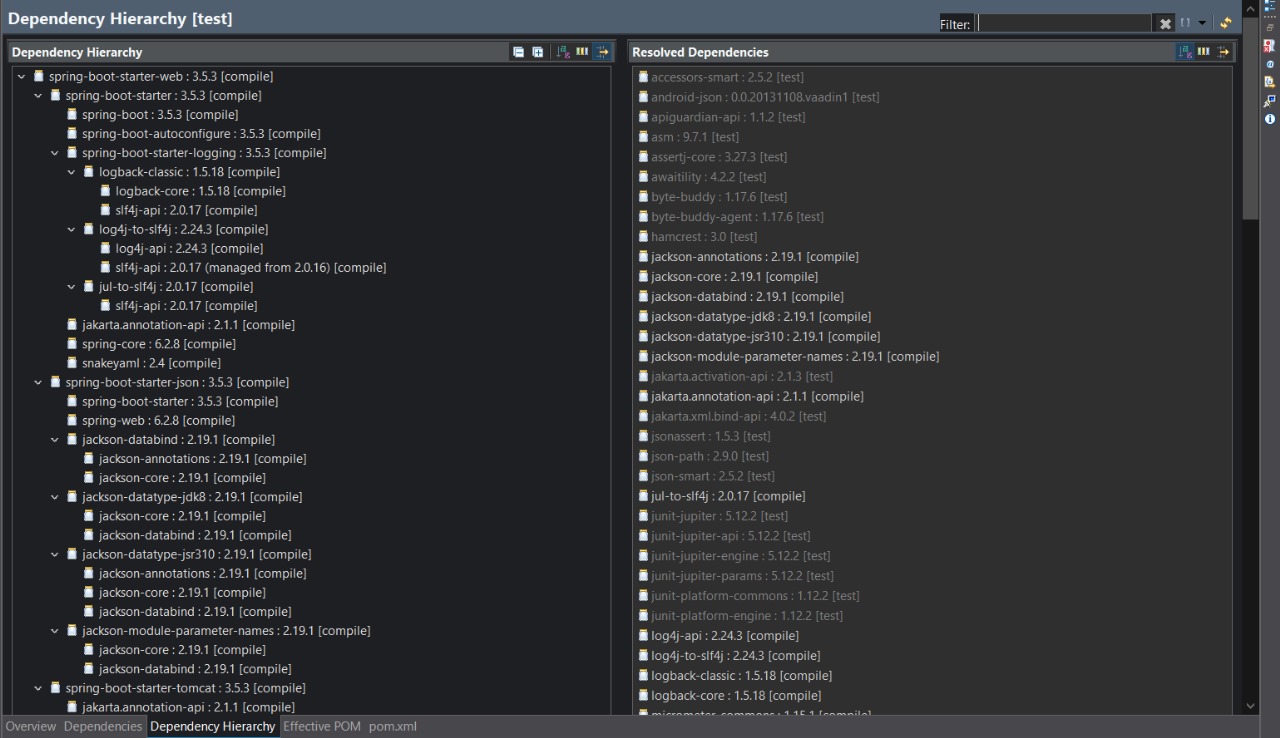 Dependency Hierarchy [test]
Filter:
Dependency Hierarchy
spring-boot-starter-web : 3.5.3 [compile]
spring-boot-starter : 3.5.3 [compile]
spring-boot : 3.5.3 [compile]
spring-boot-autoconfigure : 3.5.3 [compile]
spring-boot-starter-logging : 3.5.3 [compile]
logback-classic : 1.5.18 [compile]
logback-core : 1.5.18 [compile]
slf4j-api : 2.0.17 [compile]
log4j-to-slf4j : 2.24.3 [compile]
log4j-api : 2.24.3 [compile]
slf4j-api : 2.0.17 (managed from 2.0.16) [compile]
jul-to-slf4j : 2.0.17 [compile]
slf4j-api : 2.0.17 [compile]
jakarta.annotation-api : 2.1.1 [compile]
spring-core : 6.2.8 [compile]
snakeyaml : 2.4 [compile]
spring-boot-starter-json : 3.5.3 [compile]
spring-boot-starter : 3.5.3 [compile]
spring-web : 6.2.8 [compile]
jackson-databind : 2.19.1 [compile]
jackson-annotations : 2.19.1 [compile]
jackson-core : 2.19.1 [compile]
jackson-datatype-jdk8 : 2.19.1 [compile]
jackson-core : 2.19.1 [compile]
jackson-databind : 2.19.1 [compile]
jackson-datatype-jsr310 : 2.19.1 [compile]
jackson-annotations : 2.19.1 [compile]
jackson-core : 2.19.1 [compile]
jackson-databind : 2.19.1 [compile]
jackson-module-parameter-names : 2.19.1 [compile]
jackson-core : 2.19.1 [compile]
jackson-databind : 2.19.1 [compile]
spring-boot-starter-tomcat : 3.5.3 [compile]
jakarta.annotation-api : 2.1.1 [compile]
Resolved Dependencies
accessors-smart : 2.5.2 [test]
android-json : 0.0.20131108.vaadin1 [test]
apiguardian-api : 1.1.2 [test]
asm : 9.7.1 [test]
assertj-core : 3.27.3 [test]
awaitility : 4.2.2 [test]
byte-buddy : 1.17.6 [test]
byte-buddy-agent : 1.17.6 [test]
hamcrest : 3.0 [test]
jackson-annotations : 2.19.1 [compile]
jackson-core : 2.19.1 [compile]
jackson-databind : 2.19.1 [compile]
jackson-datatype-jdk8 : 2.19.1 [compile]
jackson-datatype-jsr310 : 2.19.1 [compile]
jackson-module-parameter-names : 2.19.1 [compile]
jakarta.activation-api : 2.1.3 [test]
jakarta.annotation-api : 2.1.1 [compile]
jakarta.xml.bind-api : 4.0.2 [test]
jsonassert : 1.5.3 [test]
json-path : 2.9.0 [test]
json-smart : 2.5.2 [test]
jul-to-slf4j : 2.0.17 [compile]
junit-jupiter : 5.12.2 [test]
junit-jupiter-api : 5.12.2 [test]
junit-jupiter-engine : 5.12.2 [test]
junit-jupiter-params : 5.12.2 [test]
junit-platform-commons : 1.12.2 [test]
junit-platform-engine : 1.12.2 [test]
log4j-api : 2.24.3 [compile]
log4j-to-slf4j : 2.24.3 [compile]
logback-classic : 1.5.18 [compile]
logback-core : 1.5.18 [compile]
micrometer-commons : 1.15.1 [compile]
Overview Dependencies Dependency Hierarchy Effective POM pom.xml